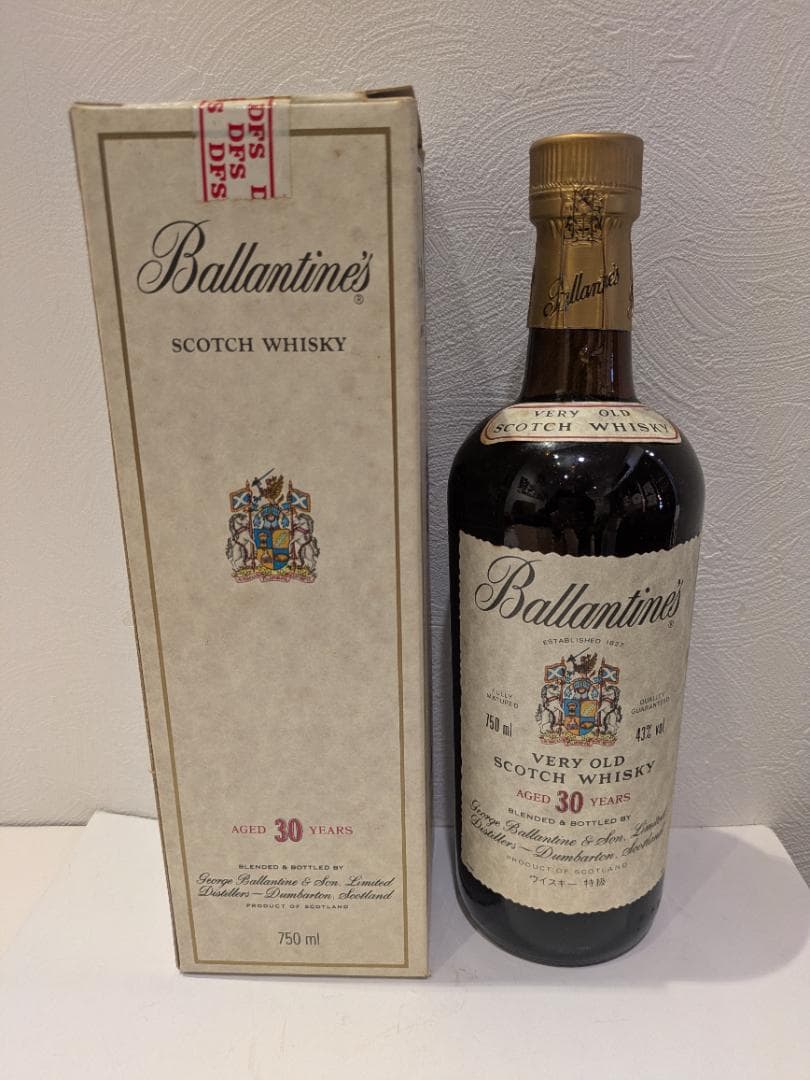 DFS DFS DFS
Ballantine's
®
SCOTCH WHISKY
AGED 30 YEARS
BLENDED & BOTTLED BY
George Ballantine & Son, Limited
Distillers — Dumbarton, Scotland
PRODUCT OF SCOTLAND
750 ml
Ballantine's
VERY OLD
SCOTCH WHISKY
Ballantine's
®
ESTABLISHED 1827
FULLY
MATURED
QUALITY
GUARANTEED
750 ml
43% vol
VERY OLD
SCOTCH WHISKY
AGED 30 YEARS
BLENDED & BOTTLED BY
George Ballantine & Son, Limited
Distillers — Dumbarton, Scotland
PRODUCT OF SCOTLAND
ウイスキー 特級